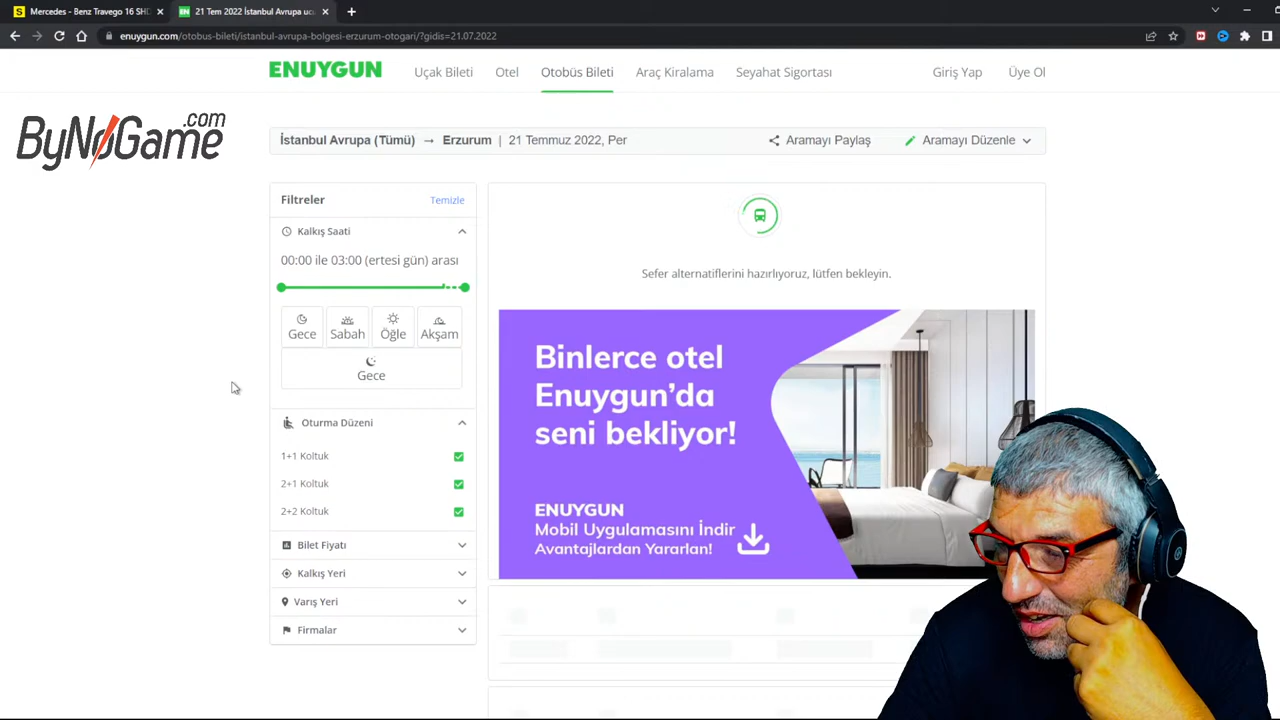 Mercedes - Benz Travego 16 SHD
21 Tem 2022 İstanbul Avrupa uc
enuygun.com/otobus-bileti/istanbul-avrupa-bolgesi-erzurum-otogari/?gidis=21.07.2022
ENUYGUN
Uçak Bileti
Otel
Otobüs Bileti
Araç Kiralama
Seyahat Sigortası
Giriş Yap
Üye Ol
ByNoGame.com
İstanbul Avrupa (Tümü) → Erzurum | 21 Temmuz 2022, Per
Aramayı Paylaş
Aramayı Düzenle
Filtreler
Temizle
Kalkış Saati
00:00 ile 03:00 (ertesi gün) arası
Gece
Sabah
Öğle
Akşam
Gece
Oturma Düzeni
1+1 Koltuk
2+1 Koltuk
2+2 Koltuk
Bilet Fiyatı
Kalkış Yeri
Varış Yeri
Firmalar
Sefer alternatiflerini hazırlıyoruz, lütfen bekleyin.
Binlerce otel
Enuygun'da
seni bekliyor!
ENUYGUN
Mobil Uygulamasını İndir
Avantajlardan Yararlan!